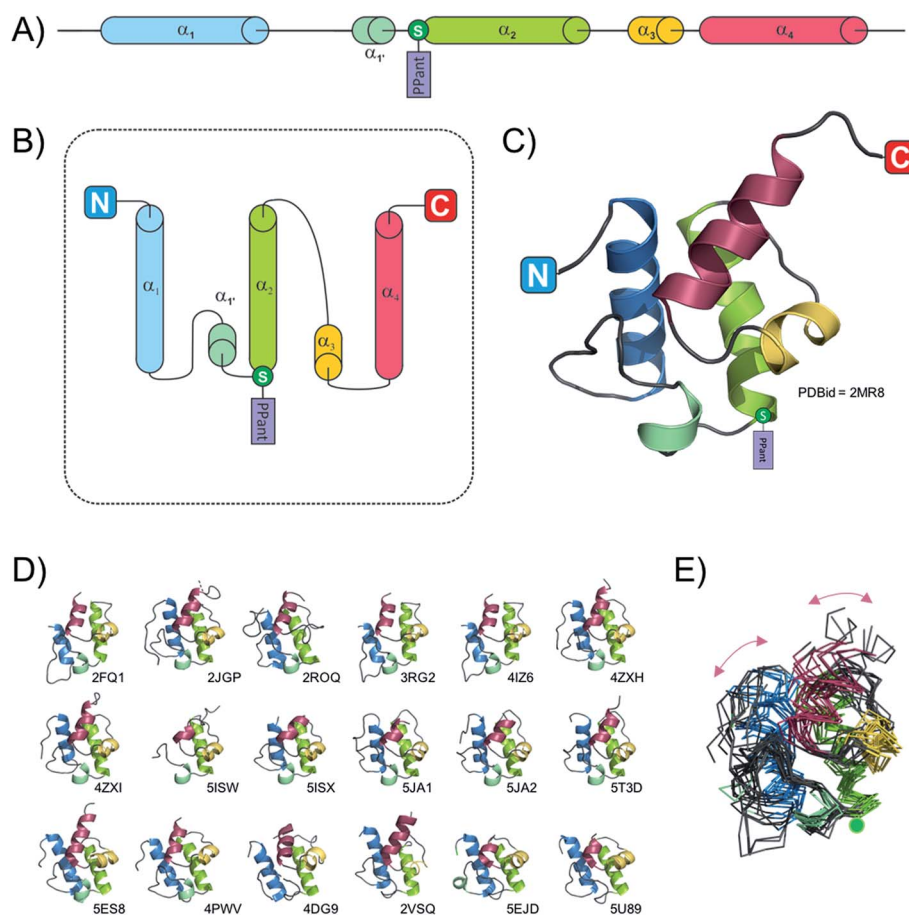 A)
α1
α1'
S
PPant
α2
α3
α4
B)
N
C
α1
α1'
α2
α3
α4
S
PPant
C)
C
N
PDBid = 2MR8
S
PPant
D)
2FQ1 2JGP 2ROQ 3RG2 4IZ6 4ZXH
4ZXI 5ISW 5ISX 5JA1 5JA2 5T3D
5ES8 4PWV 4DG9 2VSQ 5EJD 5U89
E)